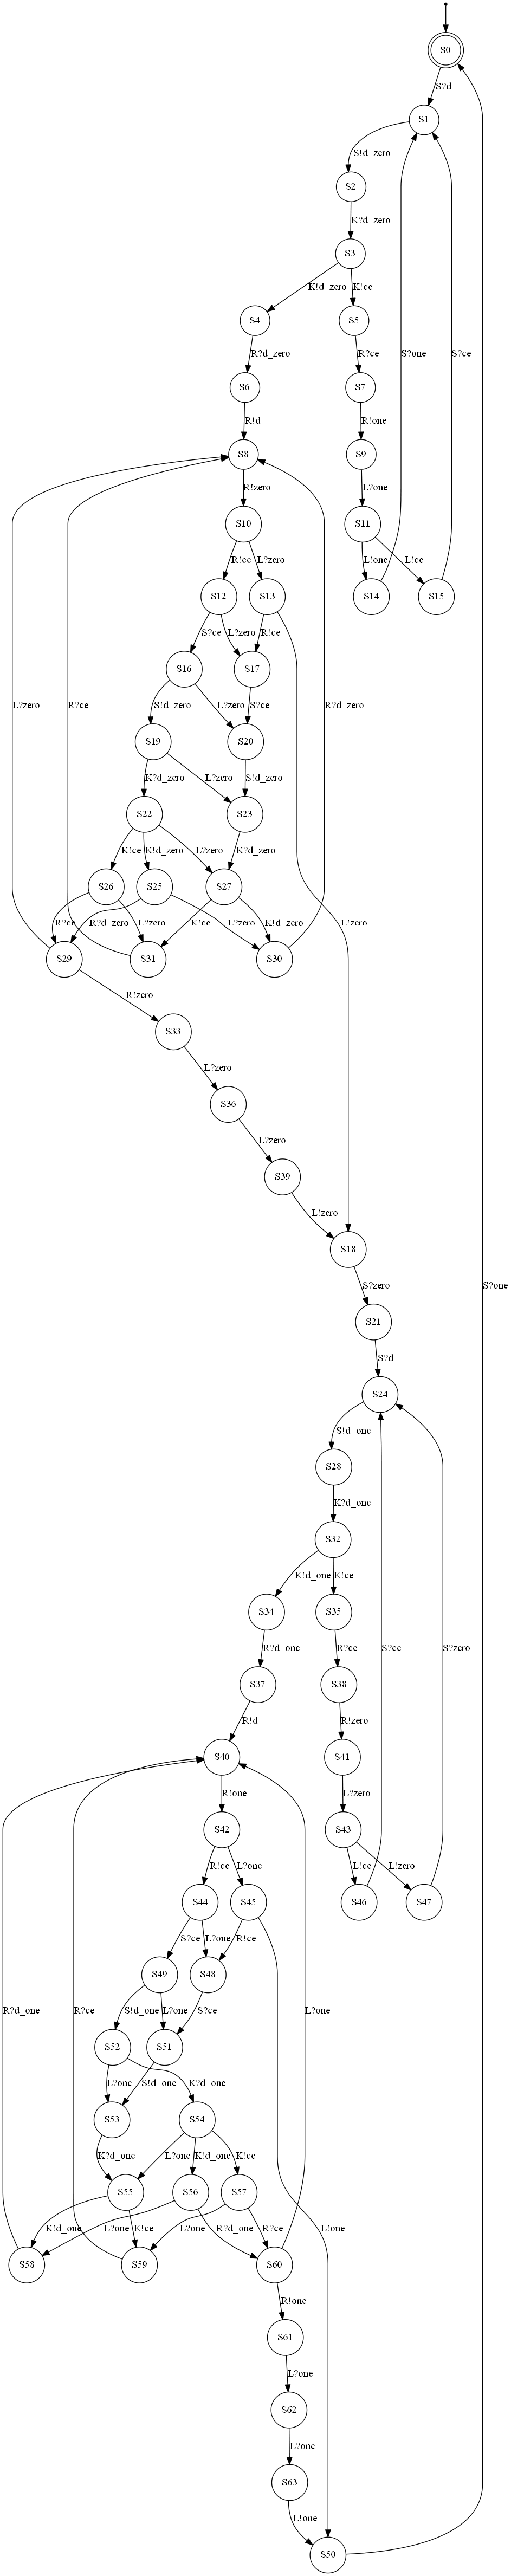 S0
S?d
S1
S!d_zero
S2
K?d_zero
S3
K!d_zero K!ce
S4 S5
R?d_zero R?ce S?one S?ce
S6 S7
R!d R!one
S8 S9
R!zero L?one
S10 S11
R!ce L?zero L!one L!ce
S12 S13 S14 S15
S?ce L?zero R!ce
S16 S17
L!zero R?ce S!d_zero L?zero S?ce R?d_zero
S19 S20
K?d_zero L?zero S!d_zero
S22 S23
K!ce K!d_zero L?zero K?d_zero
S26 S25 S27
R?ce R?d_zero L?zero K!ce L?zero K!d_zero L!zero
S29 S31 S30
R!zero
S33
L?zero
S36
L?zero
S39
L!zero
S18
S?zero S?one
S21
S?d
S24
S!d_one
S28
K?d_one
S32
K!d_one K!ce
S34 S35
R?d_one R?ce S?ce S?zero
S37 S38
R!d R!zero
S40 S41
R!one L?zero
S42 S43
R!ce L?one L!ce L!zero
S44 S45 S46 S47
S?ce L?one R!ce
S49 S48
R?d_one R?ce S!d_one L?one S?ce L!one
S52 S51
L?one S!d_one K?d_one
S53 S54
K?d_one L?one K!d_one K!ce
S55 S56 S57
K!d_one K!ce L?one R?d_one L?one R?ce L!one
S58 S59 S60
R!one
S61
L?one
S62
L?one
S63
L!one
S50